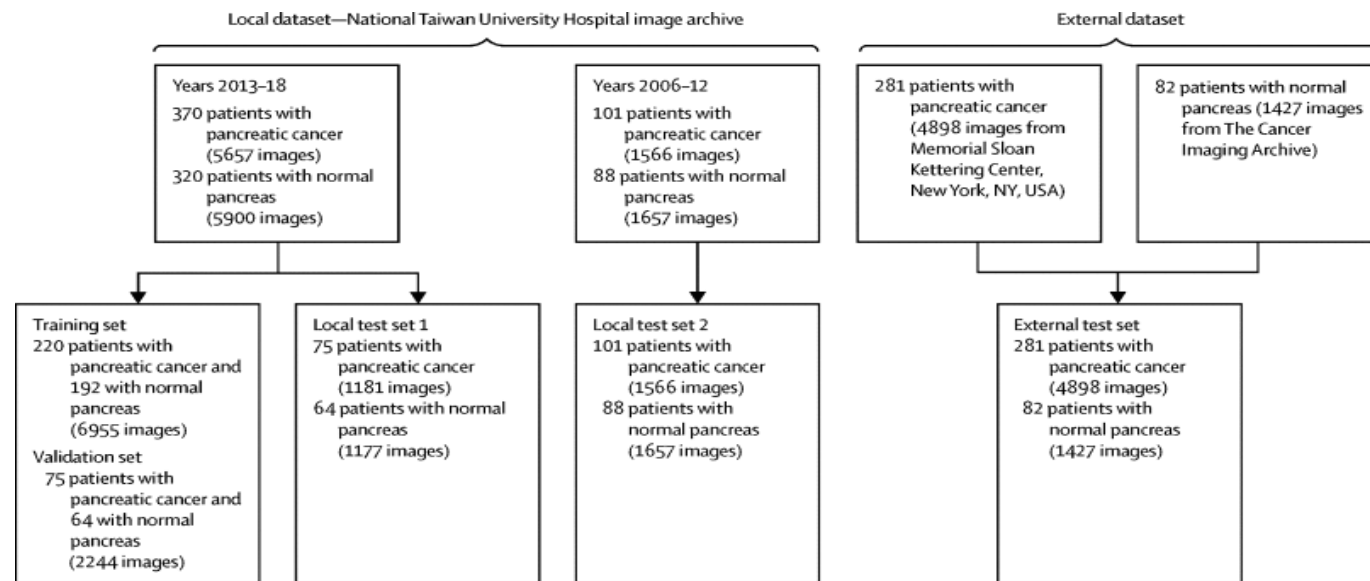 Local dataset—National Taiwan University Hospital image archive
External dataset
Years 2013–18
370 patients with
pancreatic cancer
(5657 images)
320 patients with normal
pancreas
(5900 images)
Years 2006–12
101 patients with
pancreatic cancer
(1566 images)
88 patients with normal
pancreas
(1657 images)
281 patients with
pancreatic cancer
(4898 images from
Memorial Sloan
Kettering Center,
New York, NY, USA)
82 patients with normal
pancreas (1427 images
from The Cancer
Imaging Archive)
Training set
220 patients with
pancreatic cancer and
192 with normal
pancreas
(6955 images)
Validation set
75 patients with
pancreatic cancer and
64 with normal
pancreas
(2244 images)
Local test set 1
75 patients with
pancreatic cancer
(1181 images)
64 patients with normal
pancreas
(1177 images)
Local test set 2
101 patients with
pancreatic cancer
(1566 images)
88 patients with
normal pancreas
(1657 images)
External test set
281 patients with
pancreatic cancer
(4898 images)
82 patients with
normal pancreas
(1427 images)